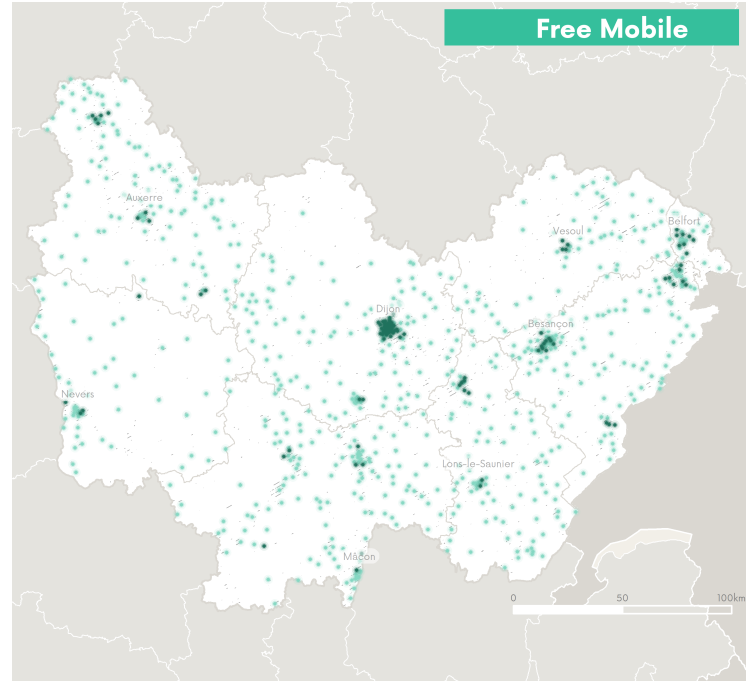 Free Mobile
Auxerre
Belfort
Vesoul
Dijon
Besançon
Nevers
Lons-le-Saunier
Mâcon
0 50 100km